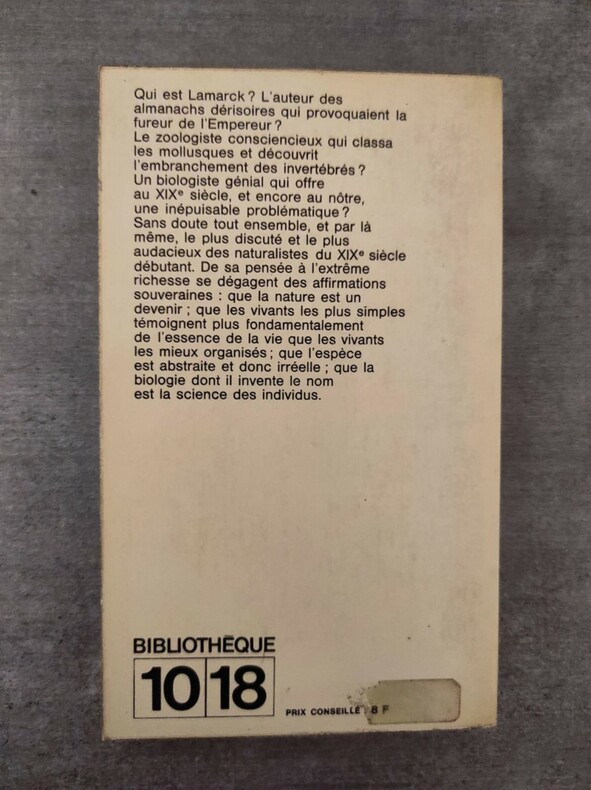 Qui est Lamarck ? L'auteur des
almanachs dérisoires qui provoquaient la
fureur de l'Empereur ?
Le zoologiste consciencieux qui classa
les mollusques et découvrit
l'embranchement des invertébrés ?
Un biologiste génial qui offre
au XIXᵉ siècle, et encore au nôtre,
une inépuisable problématique ?
Sans doute tout ensemble, et par là
même, le plus discuté et le plus
audacieux des naturalistes du XIXᵉ siècle
débutant. De sa pensée à l'extrême
richesse se dégagent des affirmations
souveraines : que la nature est un
devenir ; que les vivants les plus simples
témoignent plus fondamentalement
de l'essence de la vie que les vivants
les mieux organisés ; que l'espèce
est abstraite et donc irréelle ; que la
biologie dont il invente le nom
est la science des individus.
BIBLIOTHÈQUE
10 18
PRIX CONSEILLÉ : 8 F